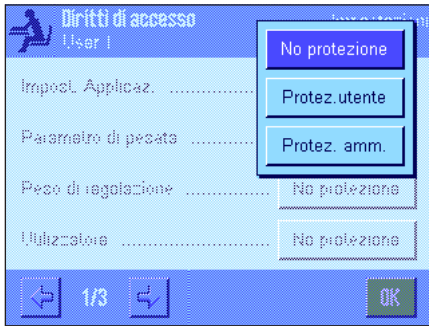 Diritti di accesso
User 1
No protezione
Impost. Applicaz. ................
Protez.utente
Parametro di pesata ..............
Protez. amm.
Peso di regolazione .............. No protezione
Utilizzatore ......................... No protezione
1/3
OK